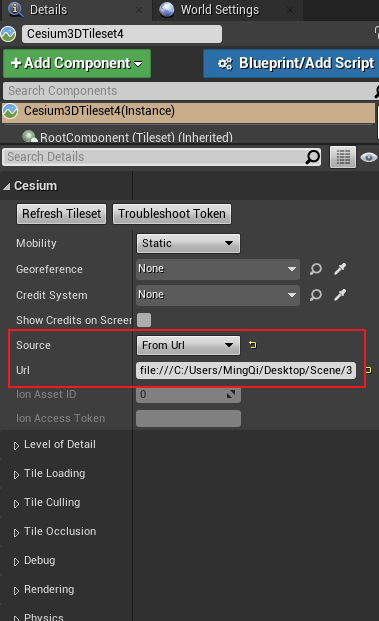 Details
World Settings
Cesium3DTileset4
+Add Component
Blueprint/Add Script
Search Components
Cesium3DTileset4(Instance)
RootComponent (Tileset) (Inherited)
Search Details
Cesium
Refresh Tileset Troubleshoot Token
Mobility Static
Georeference None
Credit System None
Show Credits on Screen
Source From Url
Url file:///C:/Users/MingQi/Desktop/Scene/3
Ion Asset ID 0
Ion Access Token
Level of Detail
Tile Loading
Tile Culling
Tile Occlusion
Debug
Rendering
Physics